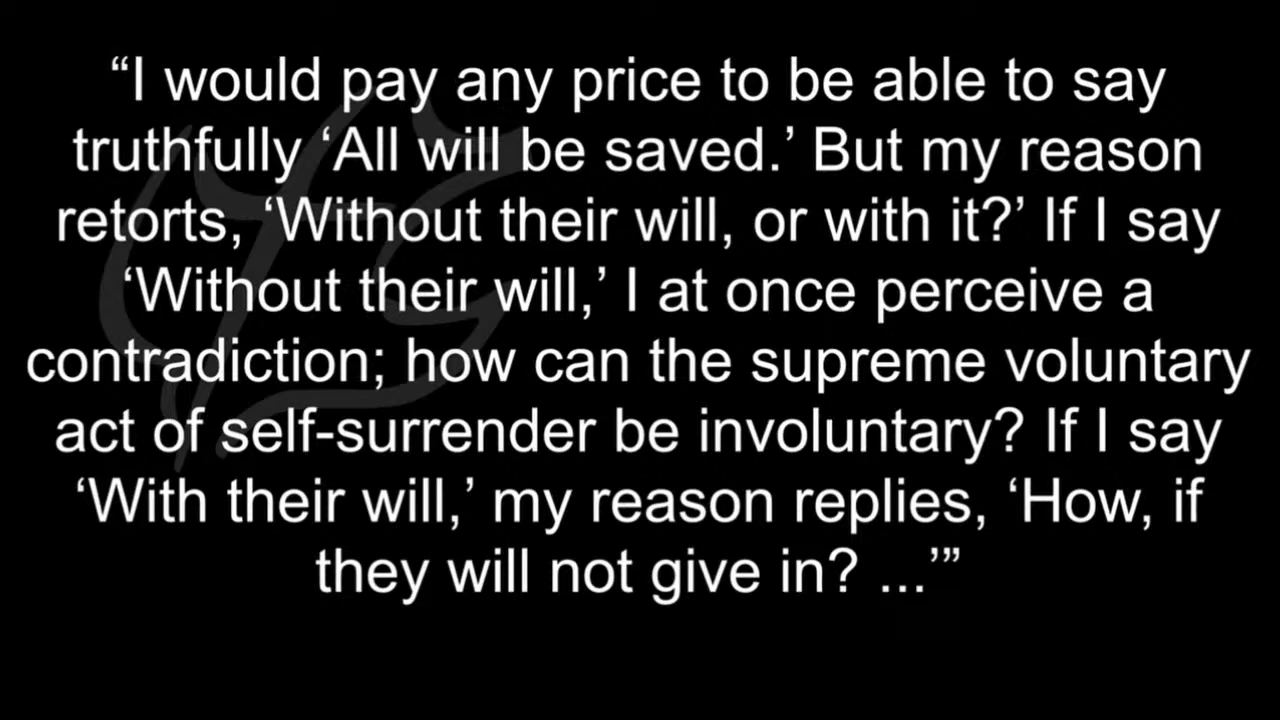 “I would pay any price to be able to say
truthfully ‘All will be saved.’ But my reason
retorts, ‘Without their will, or with it?’ If I say
‘Without their will,’ I at once perceive a
contradiction; how can the supreme voluntary
act of self-surrender be involuntary? If I say
‘With their will,’ my reason replies, ‘How, if
they will not give in? ...’”